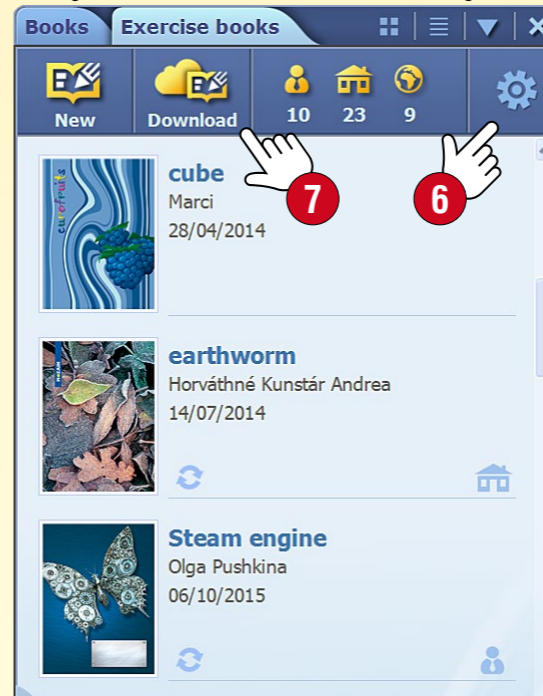 Books Exercise books
New Download 10 23 9
7 6
cube
Marci
28/04/2014
eurofruits
earthworm
Horváthné Kunstár Andrea
14/07/2014
Steam engine
Olga Pushkina
06/10/2015